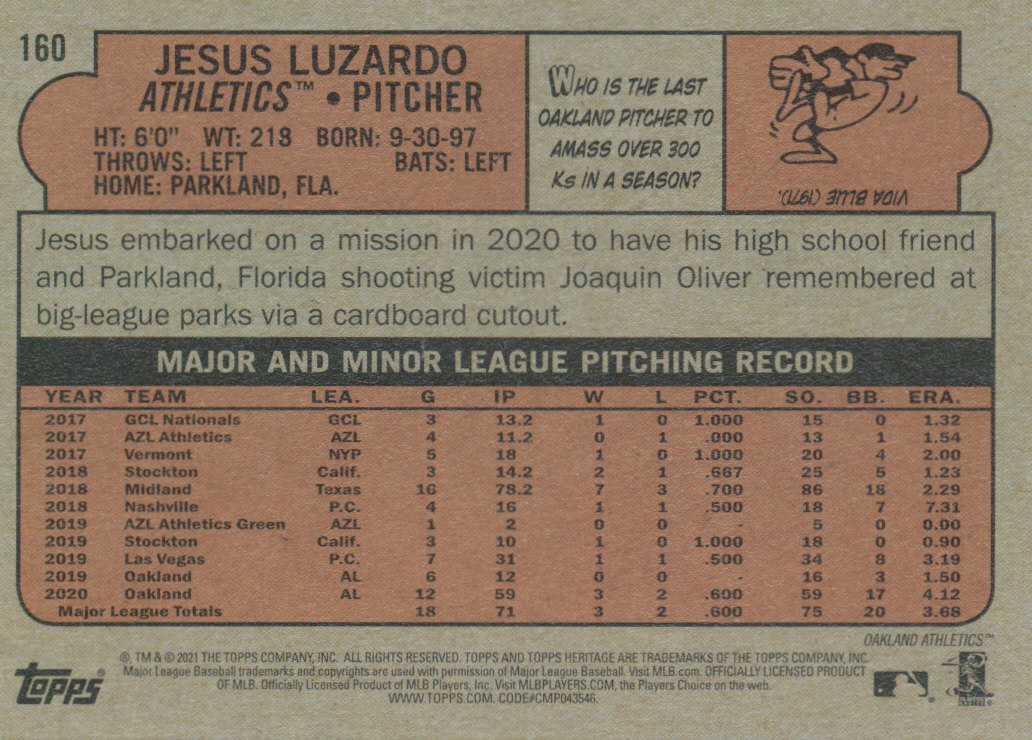 160
JESUS LUZARDO
ATHLETICS™ • PITCHER
HT: 6'0" WT: 218 BORN: 9-30-97
THROWS: LEFT BATS: LEFT
HOME: PARKLAND, FLA.
WHO IS THE LAST
OAKLAND PITCHER TO
AMASS OVER 300
Ks IN A SEASON?
VIDA BLUE (1971).
Jesus embarked on a mission in 2020 to have his high school friend
and Parkland, Florida shooting victim Joaquin Oliver remembered at
big-league parks via a cardboard cutout.
MAJOR AND MINOR LEAGUE PITCHING RECORD
YEAR TEAM LEA. G IP W L PCT. SO. BB. ERA.
2017 GCL Nationals GCL 3 13.2 1 0 1.000 15 0 1.32
2017 AZL Athletics AZL 4 11.2 0 1 .000 13 1 1.54
2017 Vermont NYP 5 18 1 0 1.000 20 4 2.00
2018 Stockton Calif. 3 14.2 2 1 .667 25 5 1.23
2018 Midland Texas 16 78.2 7 3 .700 86 18 2.29
2018 Nashville P.C. 4 16 1 1 .500 18 7 7.31
2019 AZL Athletics Green AZL 1 2 0 0 - 5 0 0.00
2019 Stockton Calif. 3 10 1 0 1.000 18 0 0.90
2019 Las Vegas P.C. 7 31 1 1 .500 34 8 3.19
2019 Oakland AL 6 12 0 0 - 16 3 1.50
2020 Oakland AL 12 59 3 2 .600 59 17 4.12
Major League Totals 18 71 3 2 .600 75 20 3.68
OAKLAND ATHLETICS™
®, TM & © 2021 THE TOPPS COMPANY, INC. ALL RIGHTS RESERVED. TOPPS AND TOPPS HERITAGE ARE TRADEMARKS OF THE TOPPS COMPANY, INC.
Major League Baseball trademarks and copyrights are used with permission of Major League Baseball. Visit MLB.com. OFFICIALLY LICENSED PRODUCT
OF MLB. Officially Licensed Product of MLB Players, Inc. Visit MLBPLAYERS.COM, the Players Choice on the web.
WWW.TOPPS.COM. CODE#CMP043546.
topps®